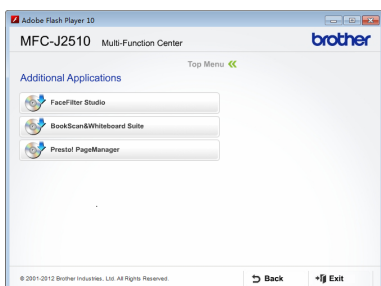 Adobe Flash Player 10
MFC-J2510 Multi-Function Center
brother
Top Menu
Additional Applications
FaceFilter Studio
BookScan&Whiteboard Suite
Presto! PageManager
© 2001-2012 Brother Industries, Ltd. All Rights Reserved.
Back
Exit